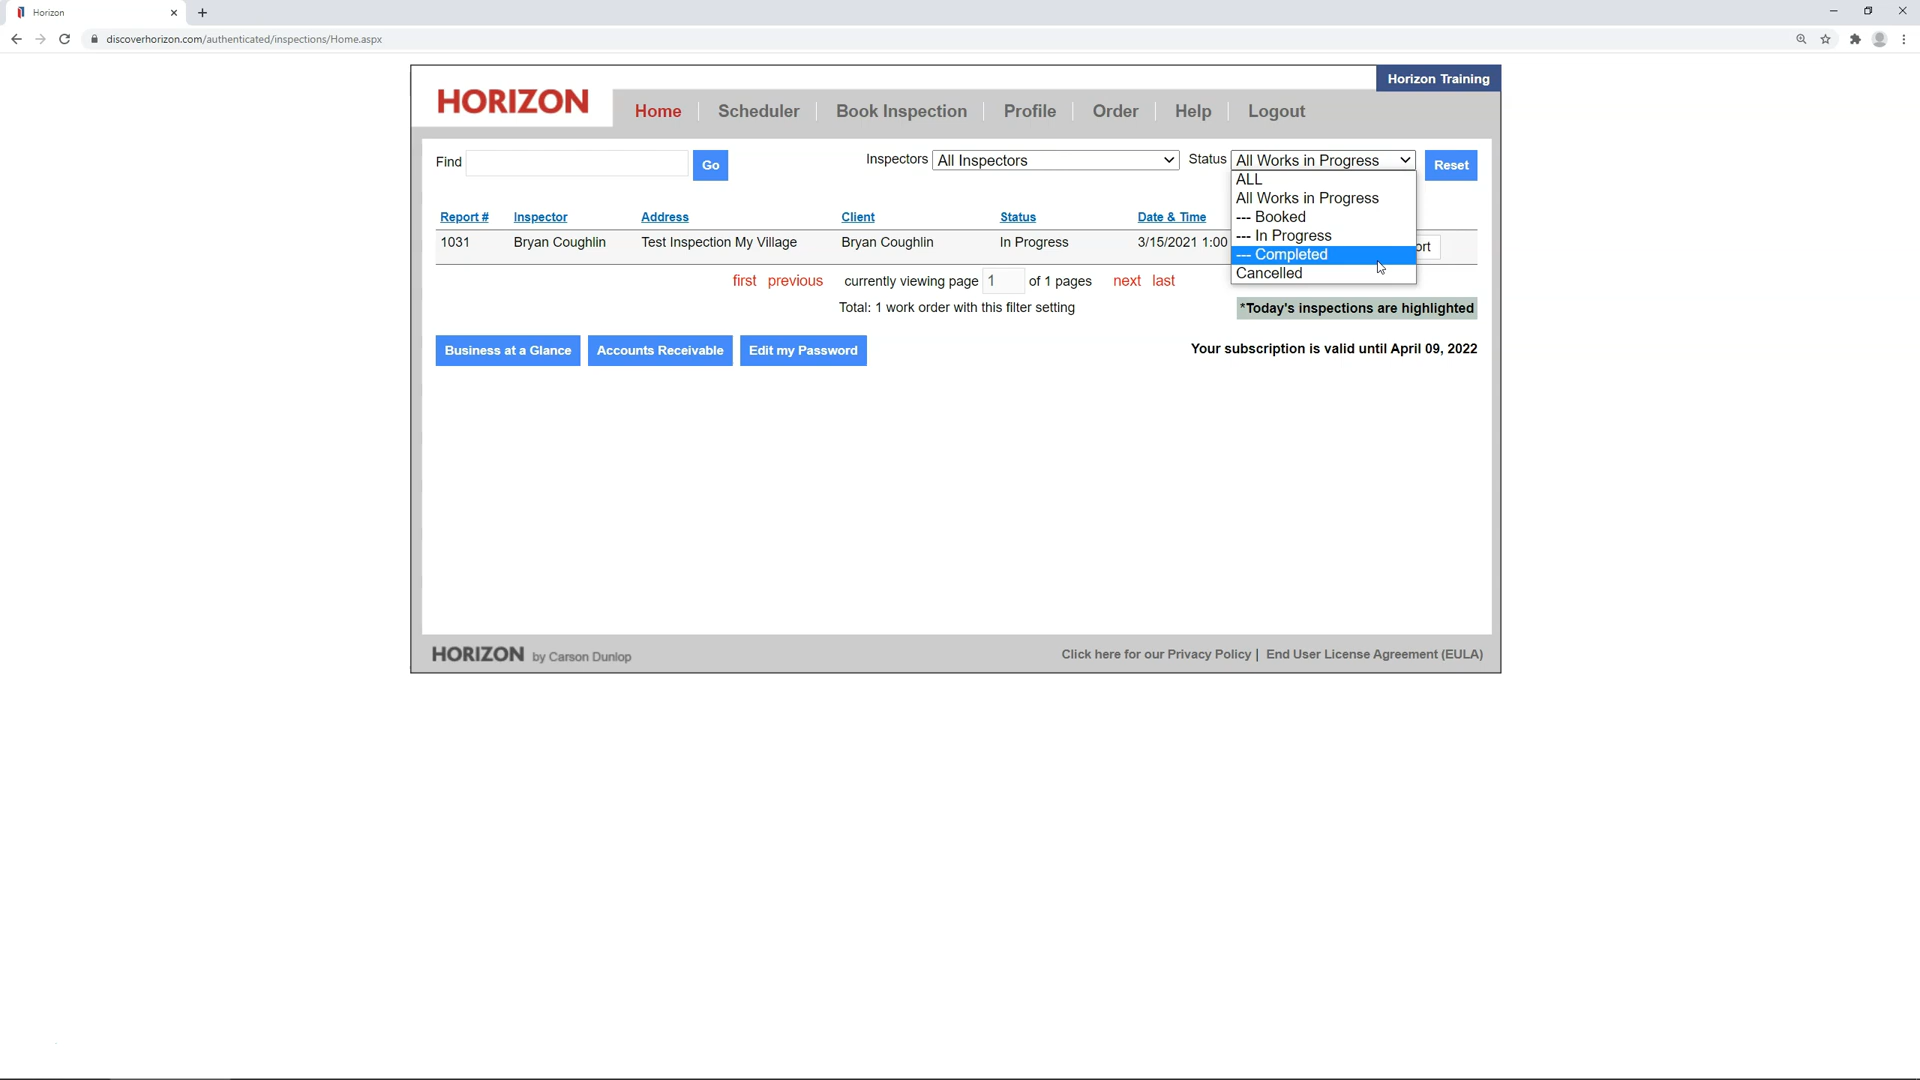 Horizon
discoverhorizon.com/authenticated/inspections/Home.aspx
Horizon Training
HORIZON
Home Scheduler Book Inspection Profile Order Help Logout
Find Go Inspectors All Inspectors Status All Works in Progress Reset
ALL
All Works in Progress
--- Booked
--- In Progress
--- Completed
Cancelled
Report # Inspector Address Client Status Date & Time
1031 Bryan Coughlin Test Inspection My Village Bryan Coughlin In Progress 3/15/2021 1:00 ort
first previous currently viewing page 1 of 1 pages next last
Total: 1 work order with this filter setting
*Today's inspections are highlighted
Business at a Glance Accounts Receivable Edit my Password
Your subscription is valid until April 09, 2022
HORIZON by Carson Dunlop
Click here for our Privacy Policy | End User License Agreement (EULA)